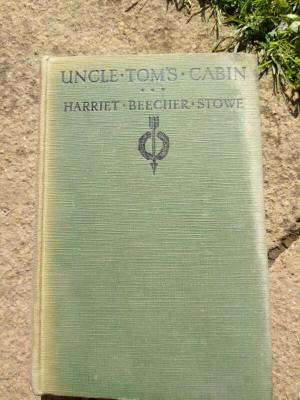 UNCLE · TOM'S · CABIN
HARRIET · BEECHER · STOWE